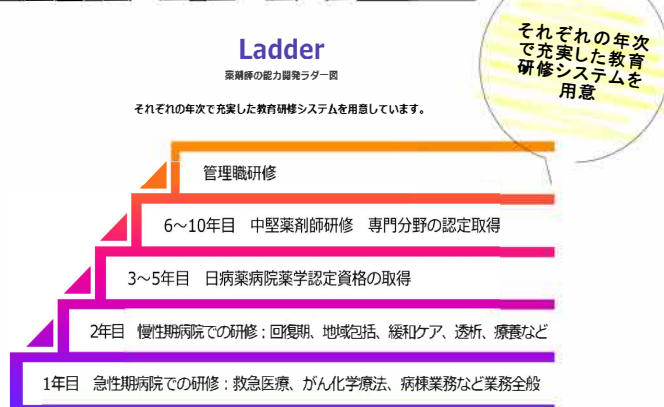 それぞれの年次
で充実した教育
研修システムを
用意
Ladder
薬剤師の能力開発ラダー図
それぞれの年次で充実した教育研修システムを用意しています。
管理職研修
6～10年目　中堅薬剤師研修　専門分野の認定取得
3～5年目　日病薬病院薬学認定資格の取得
2年目　慢性期病院での研修：回復期、地域包括、緩和ケア、透析、療養など
1年目　急性期病院での研修：救急医療、がん化学療法、病棟業務など業務全般